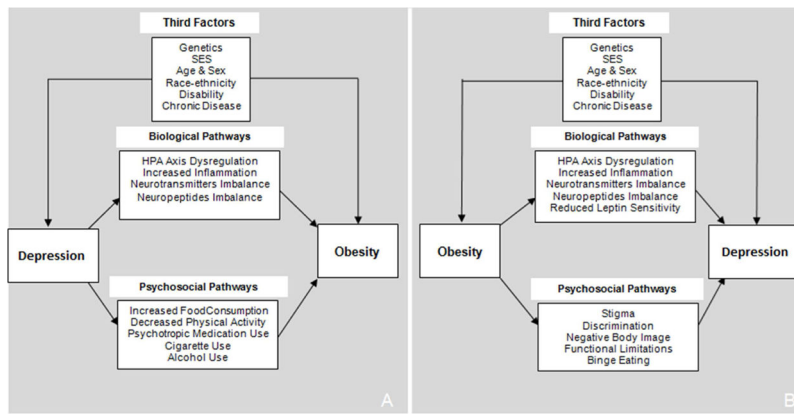 Third Factors
Genetics
SES
Age & Sex
Race-ethnicity
Disability
Chronic Disease
Biological Pathways
HPA Axis Dysregulation
Increased Inflammation
Neurotransmitters Imbalance
Neuropeptides Imbalance
Depression
Obesity
Psychosocial Pathways
Increased FoodConsumption
Decreased Physical Activity
Psychotropic Medication Use
Cigarette Use
Alcohol Use
A
Third Factors
Genetics
SES
Age & Sex
Race-ethnicity
Disability
Chronic Disease
Biological Pathways
HPA Axis Dysregulation
Increased Inflammation
Neurotransmitters Imbalance
Neuropeptides Imbalance
Reduced Leptin Sensitivity
Obesity
Depression
Psychosocial Pathways
Stigma
Discrimination
Negative Body Image
Functional Limitations
Binge Eating
B